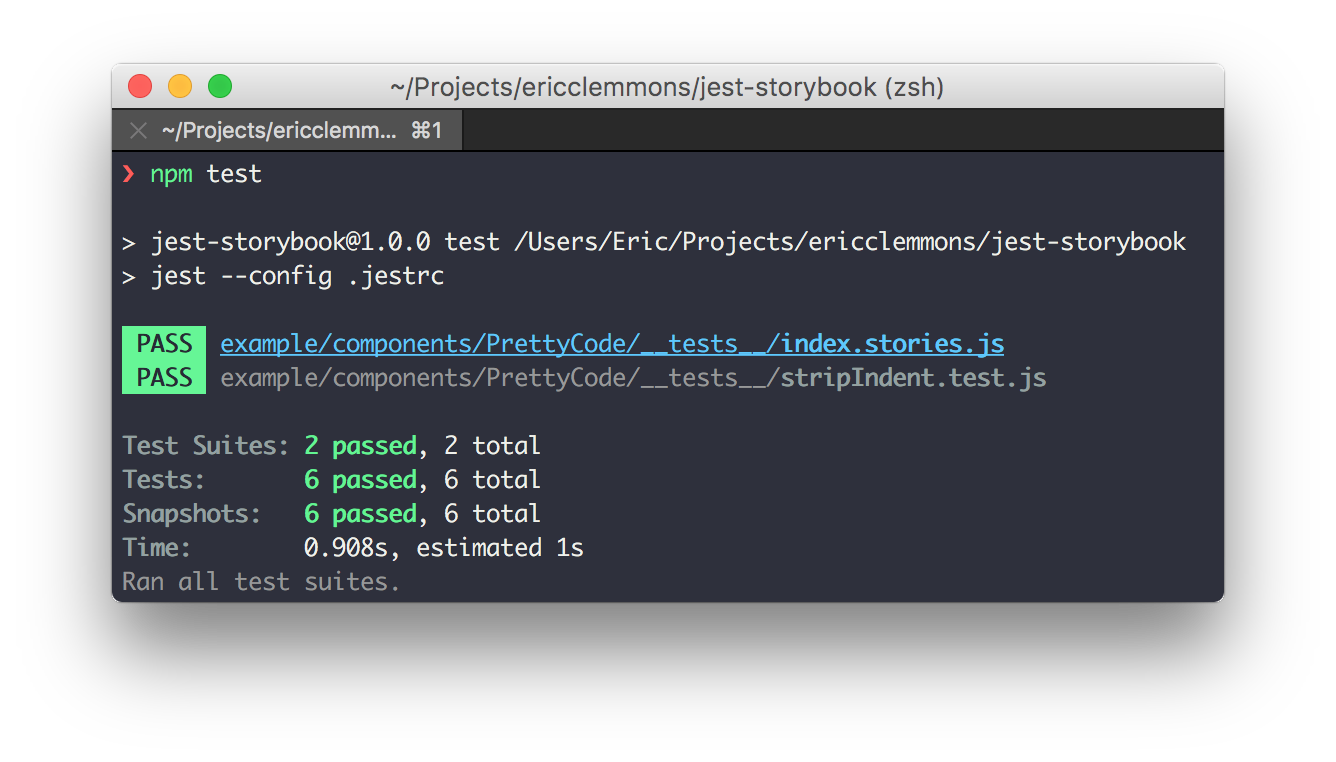 ~/Projects/ericclemmons/jest-storybook (zsh)
~/Projects/ericclemm... ⌘1
❯ npm test
> jest-storybook@1.0.0 test /Users/Eric/Projects/ericclemmons/jest-storybook
> jest --config .jestrc
PASS example/components/PrettyCode/__tests__/index.stories.js
PASS example/components/PrettyCode/__tests__/stripIndent.test.js
Test Suites: 2 passed, 2 total
Tests: 6 passed, 6 total
Snapshots: 6 passed, 6 total
Time: 0.908s, estimated 1s
Ran all test suites.